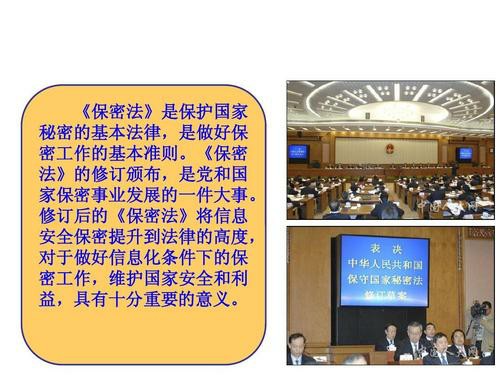 《保密法》是保护国家
秘密的基本法律，是做好保
密工作的基本准则。《保密
法》的修订颁布，是党和国
家保密事业发展的一件大事。
修订后的《保密法》将信息
安全保密提升到法律的高度，
对于做好信息化条件下的保
密工作，维护国家安全和利
益，具有十分重要的意义。
表决
中华人民共和国
保守国家秘密法
修订草案